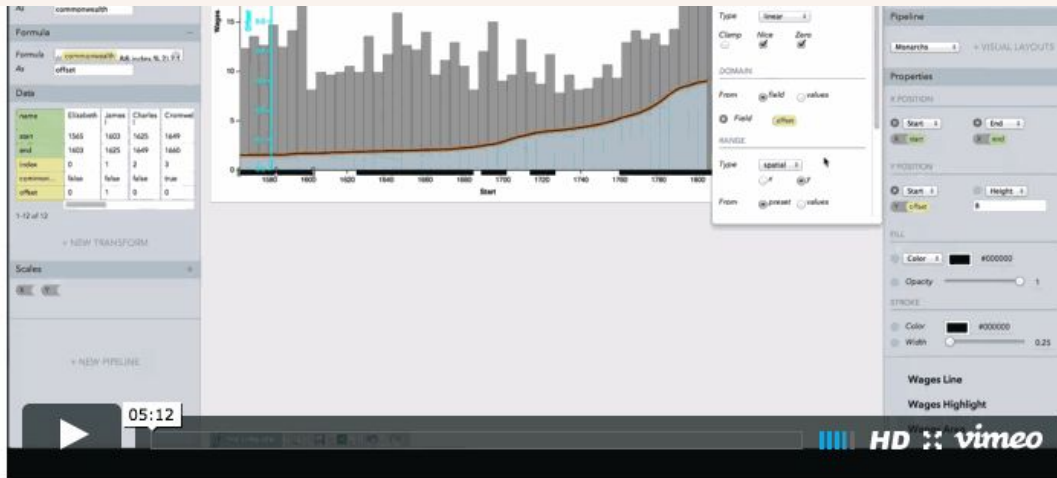 As commonwealth
Formula
Formula commonwealth
As offset
Data
name Elizabeth James Charles Cromwel
start 1565 1603 1625 1649
end 1603 1625 1649 1660
index 0 1 2 3
common... false false false true
offset 0 1 0 0
1-12 of 12
+ NEW TRANSFORM
Scales
X Y
+ NEW PIPELINE
Wages
15
10
5
0
1580 1600 1620 1640 1660 1680 1700 1720 1740 1760 1780 1800
Start
Type linear
Clamp Nice Zero
DOMAIN
From field values
Field offset
RANGE
Type spatial
x y
From preset values
Pipeline
Monarchs + VISUAL LAYOUTS
Properties
X POSITION
Start End
X start X end
Y POSITION
Start Height
Y offset 8
FILL
Color #000000
Opacity 1
STROKE
Color #000000
Width 0.25
Wages Line
Wages Highlight
Wages Area
05:12
HD vimeo